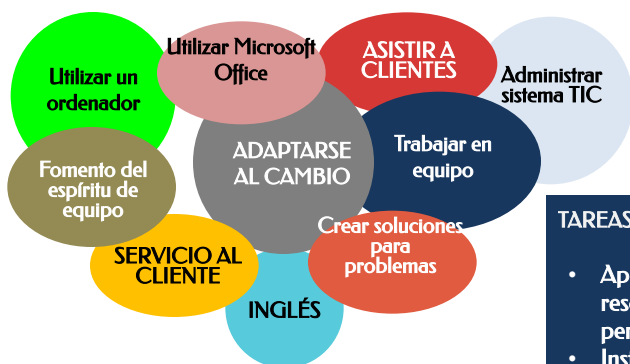 Utilizar un
ordenador
Utilizar Microsoft
Office
ASISTIR A
CLIENTES
Administrar
sistema TIC
Fomento del
espíritu de
equipo
ADAPTARSE
AL CAMBIO
Trabajar en
equipo
SERVICIO AL
CLIENTE
INGLÉS
Crear soluciones
para
problemas
TAREAS
•
•